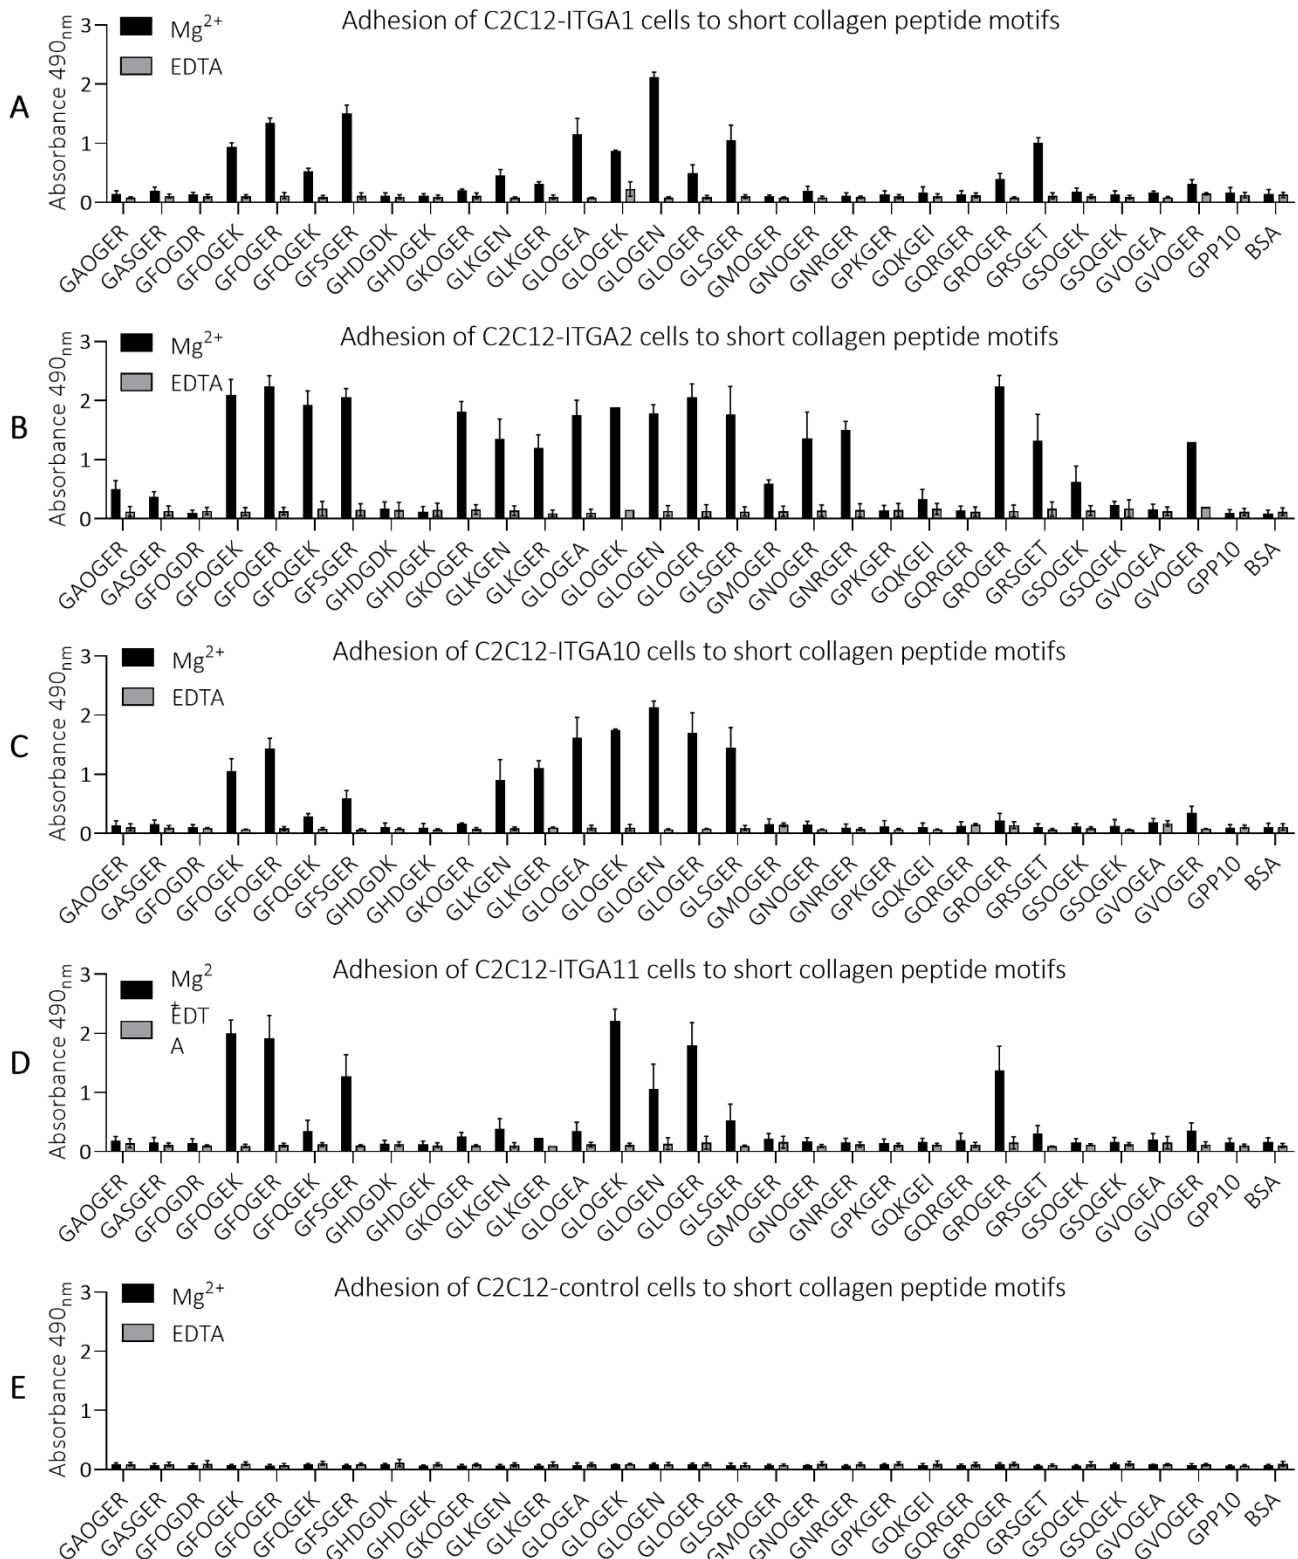 Adhesion of C2C12-ITGA1 cells to short collagen peptide motifs
A
Absorbance 490nm
3
2
1
0
Mg2+
EDTA
GAOGER GASGER GFOGDR GFOGEK GFOGER GFQGEK GFSGER GHDGDK GHDGEK GKOGER GLKGEN GLKGER GLOGEA GLOGEK GLOGEN GLOGER GLSGER GMOGER GNOGER GNRGER GPKGER GQKGEI GQRGER GROGER GRSGET GSOGEK GSQGEK GVOGEA GVOGER GPP10 BSA
Adhesion of C2C12-ITGA2 cells to short collagen peptide motifs
B
Absorbance 490nm
3
2
1
0
Mg2+
EDTA
GAOGER GASGER GFOGDR GFOGEK GFOGER GFQGEK GFSGER GHDGDK GHDGEK GKOGER GLKGEN GLKGER GLOGEA GLOGEK GLOGEN GLOGER GLSGER GMOGER GNOGER GNRGER GPKGER GQKGEI GQRGER GROGER GRSGET GSOGEK GSQGEK GVOGEA GVOGER GPP10 BSA
Adhesion of C2C12-ITGA10 cells to short collagen peptide motifs
C
Absorbance 490nm
3
2
1
0
Mg2+
EDTA
GAOGER GASGER GFOGDR GFOGEK GFOGER GFQGEK GFSGER GHDGDK GHDGEK GKOGER GLKGEN GLKGER GLOGEA GLOGEK GLOGEN GLOGER GLSGER GMOGER GNOGER GNRGER GPKGER GQKGEI GQRGER GROGER GRSGET GSOGEK GSQGEK GVOGEA GVOGER GPP10 BSA
Adhesion of C2C12-ITGA11 cells to short collagen peptide motifs
D
Absorbance 490nm
3
2
1
0
Mg2
+
EDT
A
GAOGER GASGER GFOGDR GFOGEK GFOGER GFQGEK GFSGER GHDGDK GHDGEK GKOGER GLKGEN GLKGER GLOGEA GLOGEK GLOGEN GLOGER GLSGER GMOGER GNOGER GNRGER GPKGER GQKGEI GQRGER GROGER GRSGET GSOGEK GSQGEK GVOGEA GVOGER GPP10 BSA
Adhesion of C2C12-control cells to short collagen peptide motifs
E
Absorbance 490nm
3
2
1
0
Mg2+
EDTA
GAOGER GASGER GFOGDR GFOGEK GFOGER GFQGEK GFSGER GHDGDK GHDGEK GKOGER GLKGEN GLKGER GLOGEA GLOGEK GLOGEN GLOGER GLSGER GMOGER GNOGER GNRGER GPKGER GQKGEI GQRGER GROGER GRSGET GSOGEK GSQGEK GVOGEA GVOGER GPP10 BSA